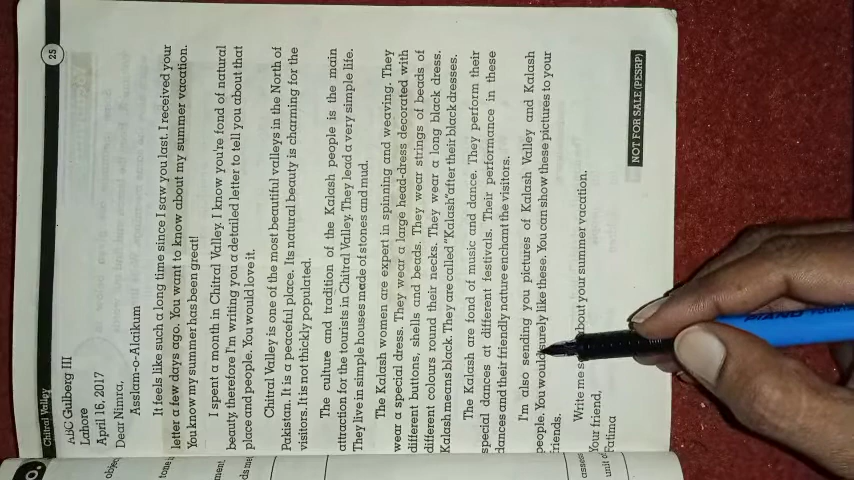 Chitral Valley
25
ABC Gulberg III
Lahore
April 16, 2017
Dear Nimra,
Asslam-o-Alaikum
It feels like such a long time since I saw you last. I received your
letter a few days ago. You want to know about my summer vacation.
You know my summer has been great!
I spent a month in Chitral Valley. I know you're fond of natural
beauty, therefore I'm writing you a detailed letter to tell you about that
place and people. You would love it.
Chitral Valley is one of the most beautiful valleys in the North of
Pakistan. It is a peaceful place. Its natural beauty is charming for the
visitors. It is not thickly populated.
The culture and tradition of the Kalash people is the main
attraction for the tourists in Chitral Valley. They lead a very simple life.
They live in simple houses made of stones and mud.
The Kalash women are expert in spinning and weaving. They
wear a special dress. They wear a large head-dress decorated with
different buttons, shells and beads. They wear strings of beads of
different colours round their necks. They wear a long black dress.
Kalash means black. They are called "Kalash" after their black dresses.
The Kalash are fond of music and dance. They perform their
special dances at different festivals. Their performance in these
dances and their friendly nature enchant the visitors.
I'm also sending you pictures of Kalash Valley and Kalash
people. You would surely like these. You can show these pictures to your
friends.
Write me about your summer vacation.
Your friend,
Fatima
NOT FOR SALE (PESRP)